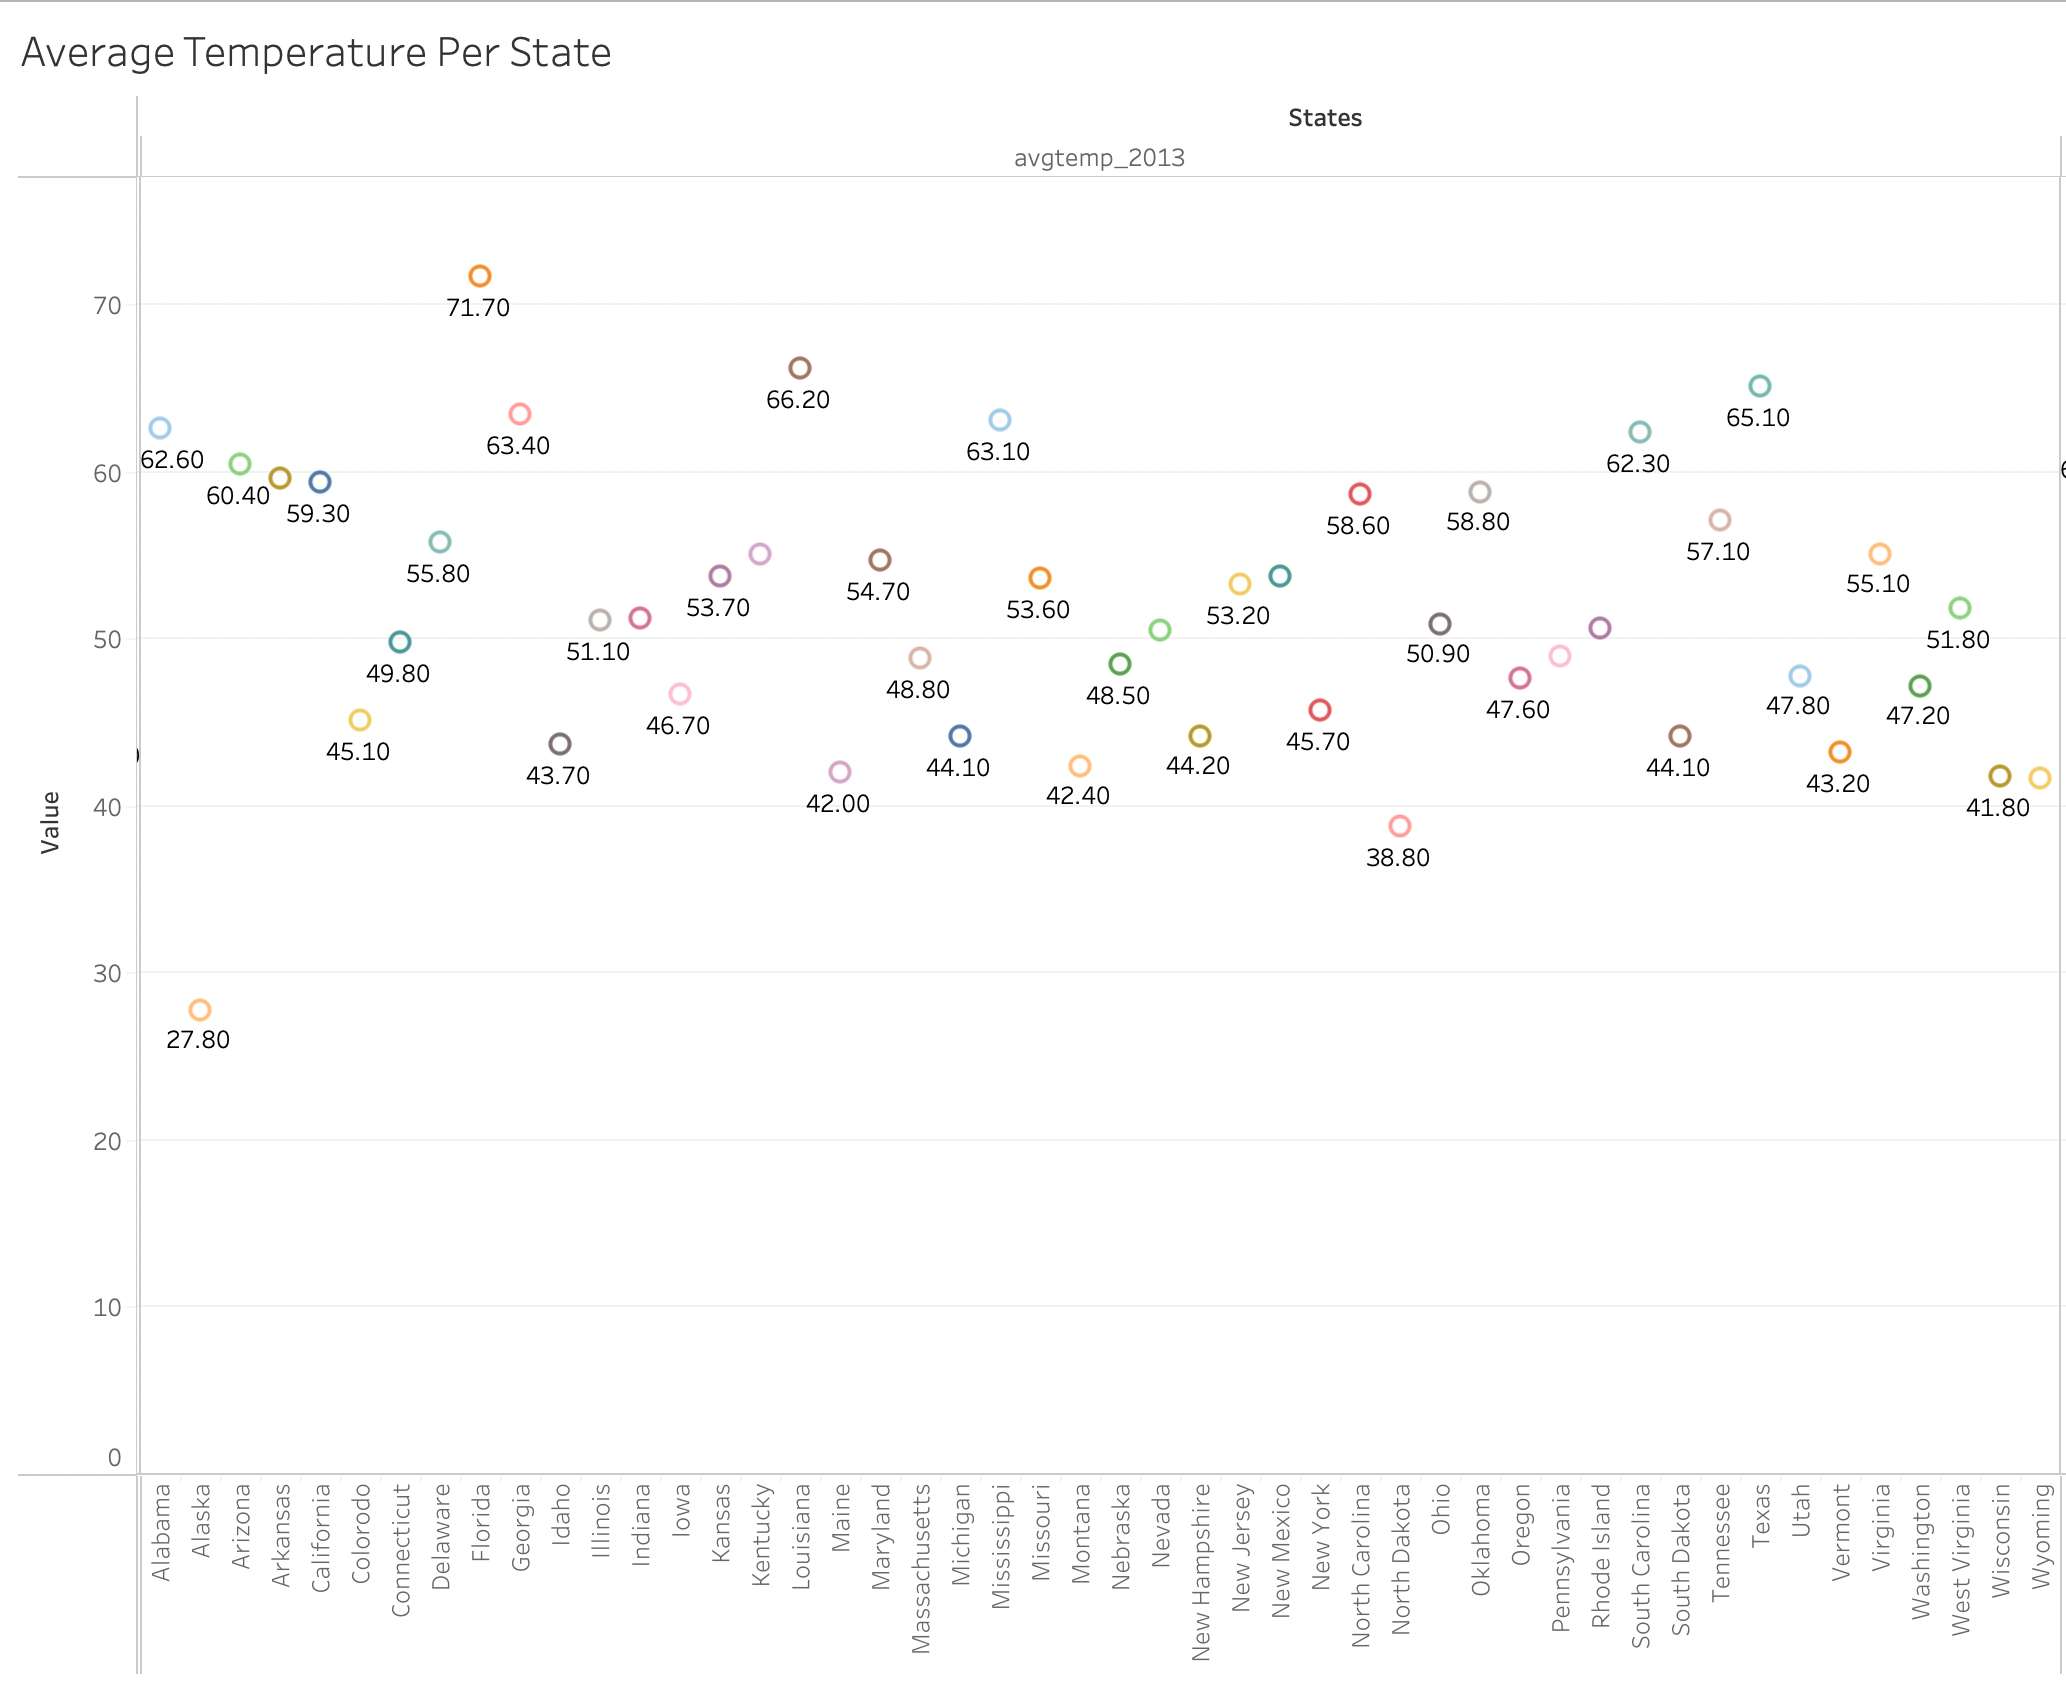 Average Temperature Per State
States
avgtemp_2013
Value
70
60
50
40
30
20
10
0
71.70
66.20
65.10
63.40
63.10
62.60
62.30
60.40
59.30
58.60
58.80
57.10
55.80
55.10
54.70
53.70
53.60
53.20
51.80
51.10
50.90
49.80
48.80
48.50
47.60
47.80
47.20
46.70
45.70
45.10
44.10
44.20
44.10
43.70
43.20
42.40
42.00
41.80
38.80
27.80
Alabama
Alaska
Arizona
Arkansas
California
Colorodo
Connecticut
Delaware
Florida
Georgia
Idaho
Illinois
Indiana
Iowa
Kansas
Kentucky
Louisiana
Maine
Maryland
Massachusetts
Michigan
Mississippi
Missouri
Montana
Nebraska
Nevada
New Hampshire
New Jersey
New Mexico
New York
North Carolina
North Dakota
Ohio
Oklahoma
Oregon
Pennsylvania
Rhode Island
South Carolina
South Dakota
Tennessee
Texas
Utah
Vermont
Virginia
Washington
West Virginia
Wisconsin
Wyoming